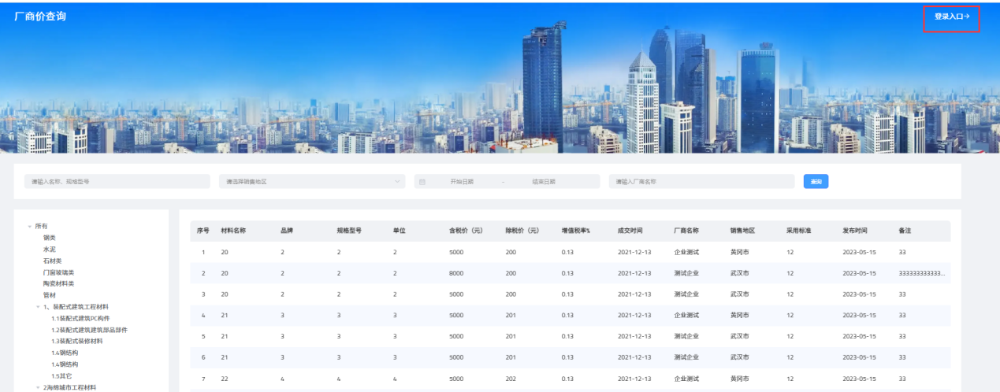 厂商价查询
登录入口→
请输入名称、规格型号 请选择销售地区 开始日期 - 结束日期 请输入厂商名称 查询
所有
钢类
水泥
石材类
门窗玻璃类
陶瓷材料类
管材
1、装配式建筑工程材料
1.1装配式建筑PC构件
1.2装配式建筑建筑部品部件
1.3装配式装修材料
1.4钢结构
1.4钢结构
1.5其它
2海绵城市工程材料
序号 材料名称 品牌 规格型号 单位 含税价（元） 除税价（元） 增值税率% 成交时间 厂商名称 销售地区 采用标准 发布时间 备注
1 20 2 2 2 5000 200 0.13 2021-12-13 企业测试 黄冈市 12 2023-05-15 33
2 20 2 2 2 8000 200 0.13 2021-12-13 测试企业 武汉市 12 2023-05-15 333333333333...
3 20 2 2 2 5000 200 0.13 2021-12-13 测试企业 武汉市 12 2023-05-15 33
4 21 3 3 3 5000 201 0.13 2021-12-13 企业测试 黄冈市 12 2023-05-15 33
5 21 3 3 3 5000 201 0.13 2021-12-13 测试企业 武汉市 12 2023-05-15 33
6 21 3 3 3 5000 201 0.13 2021-12-13 测试企业 武汉市 12 2023-05-15 33
7 22 4 4 4 5000 202 0.13 2021-12-13 企业测试 黄冈市 12 2023-05-15 33